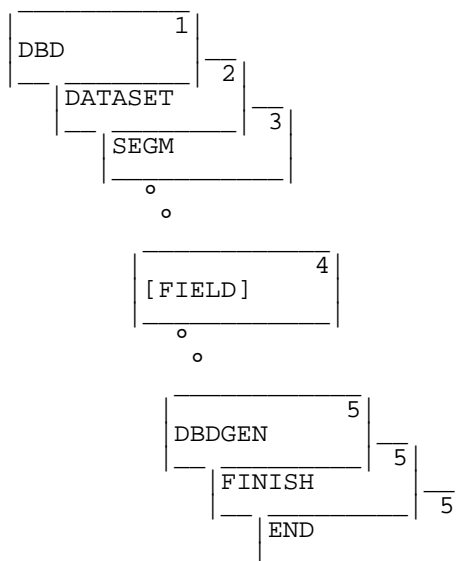 1
DBD
2
DATASET
3
SEGM
4
[FIELD]
5
DBDGEN
5
FINISH
5
END